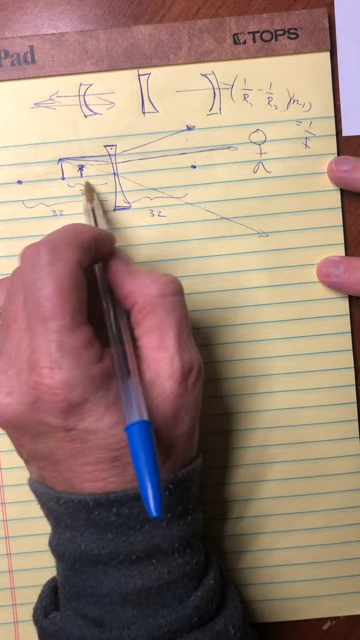 Pad
TOPS
(1/R₁ - 1/R₂)(n-1)
= 1/f
32
32